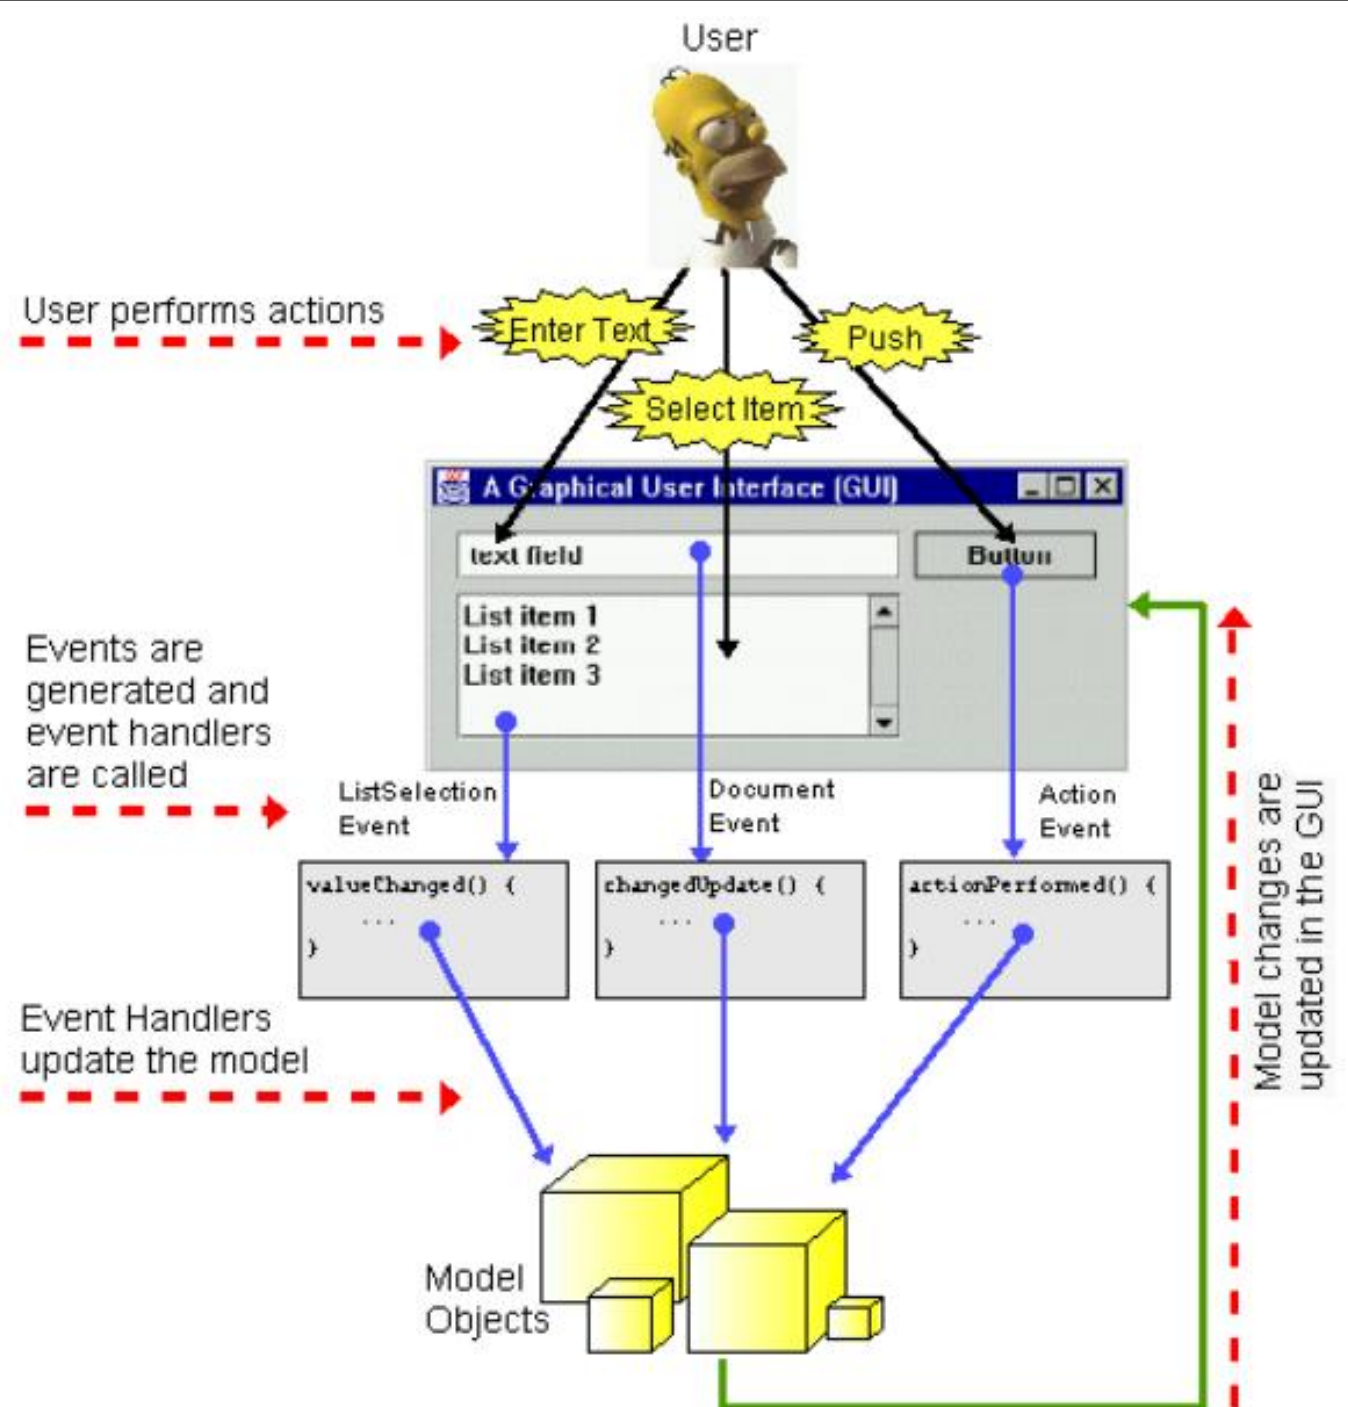 User
User performs actions
Enter Text
Push
Select Item
A Graphical User Interface (GUI)
text field
Button
List item 1
List item 2
List item 3
Events are
generated and
event handlers
are called
ListSelection
Event
Document
Event
Action
Event
valueChanged() {
...
}
changedUpdate() {
...
}
actionPerformed() {
...
}
Event Handlers
update the model
Model
Objects
Model changes are
updated in the GUI